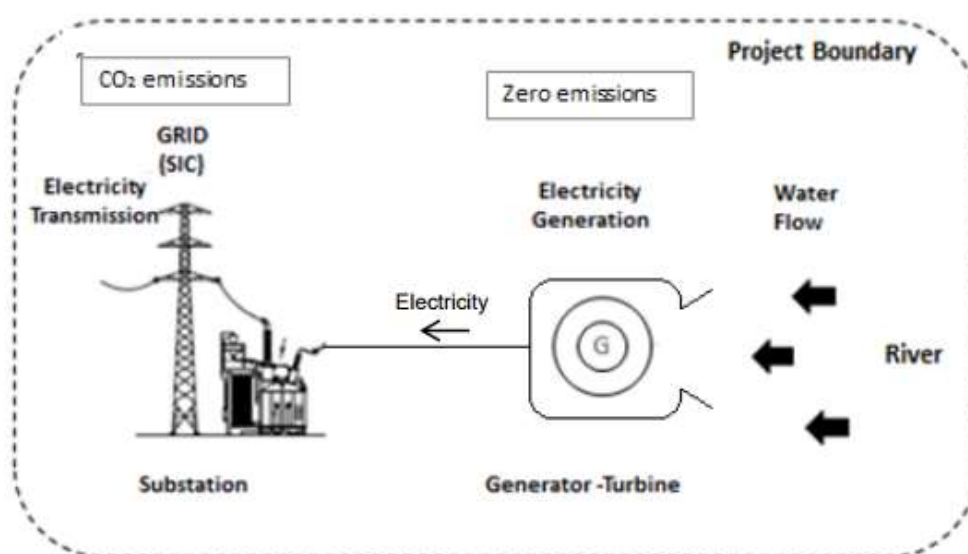 Project Boundary
CO₂ emissions
Zero emissions
GRID
(SIC)
Electricity
Transmission
Electricity
Generation
Water
Flow
Electricity
G
River
Substation
Generator -Turbine